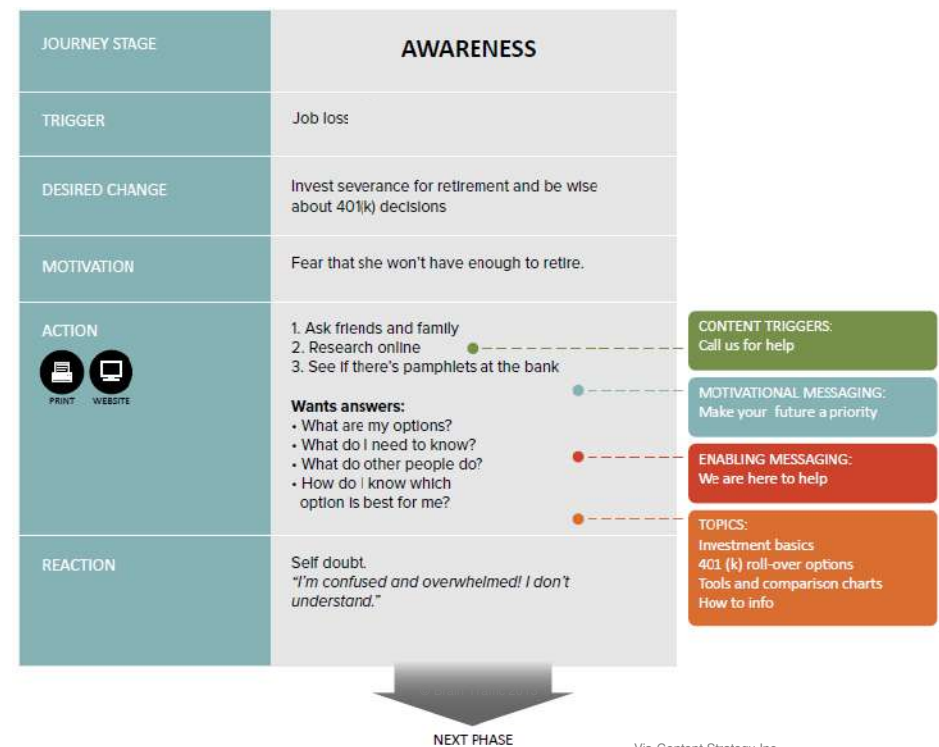 JOURNEY STAGE
AWARENESS
TRIGGER
Job loss
DESIRED CHANGE
Invest severance for retirement and be wise
about 401(k) decisions
MOTIVATION
Fear that she won't have enough to retire.
ACTION
PRINT
WEBSITE
1. Ask friends and family
2. Research online
3. See if there's pamphlets at the bank
Wants answers:
• What are my options?
• What do I need to know?
• What do other people do?
• How do I know which
option is best for me?
CONTENT TRIGGERS:
Call us for help
MOTIVATIONAL MESSAGING:
Make your future a priority
ENABLING MESSAGING:
We are here to help
TOPICS:
Investment basics
401 (k) roll-over options
Tools and comparison charts
How to info
REACTION
Self doubt.
"I'm confused and overwhelmed! I don't
understand."
NEXT PHASE
Via Content Strategy Inc